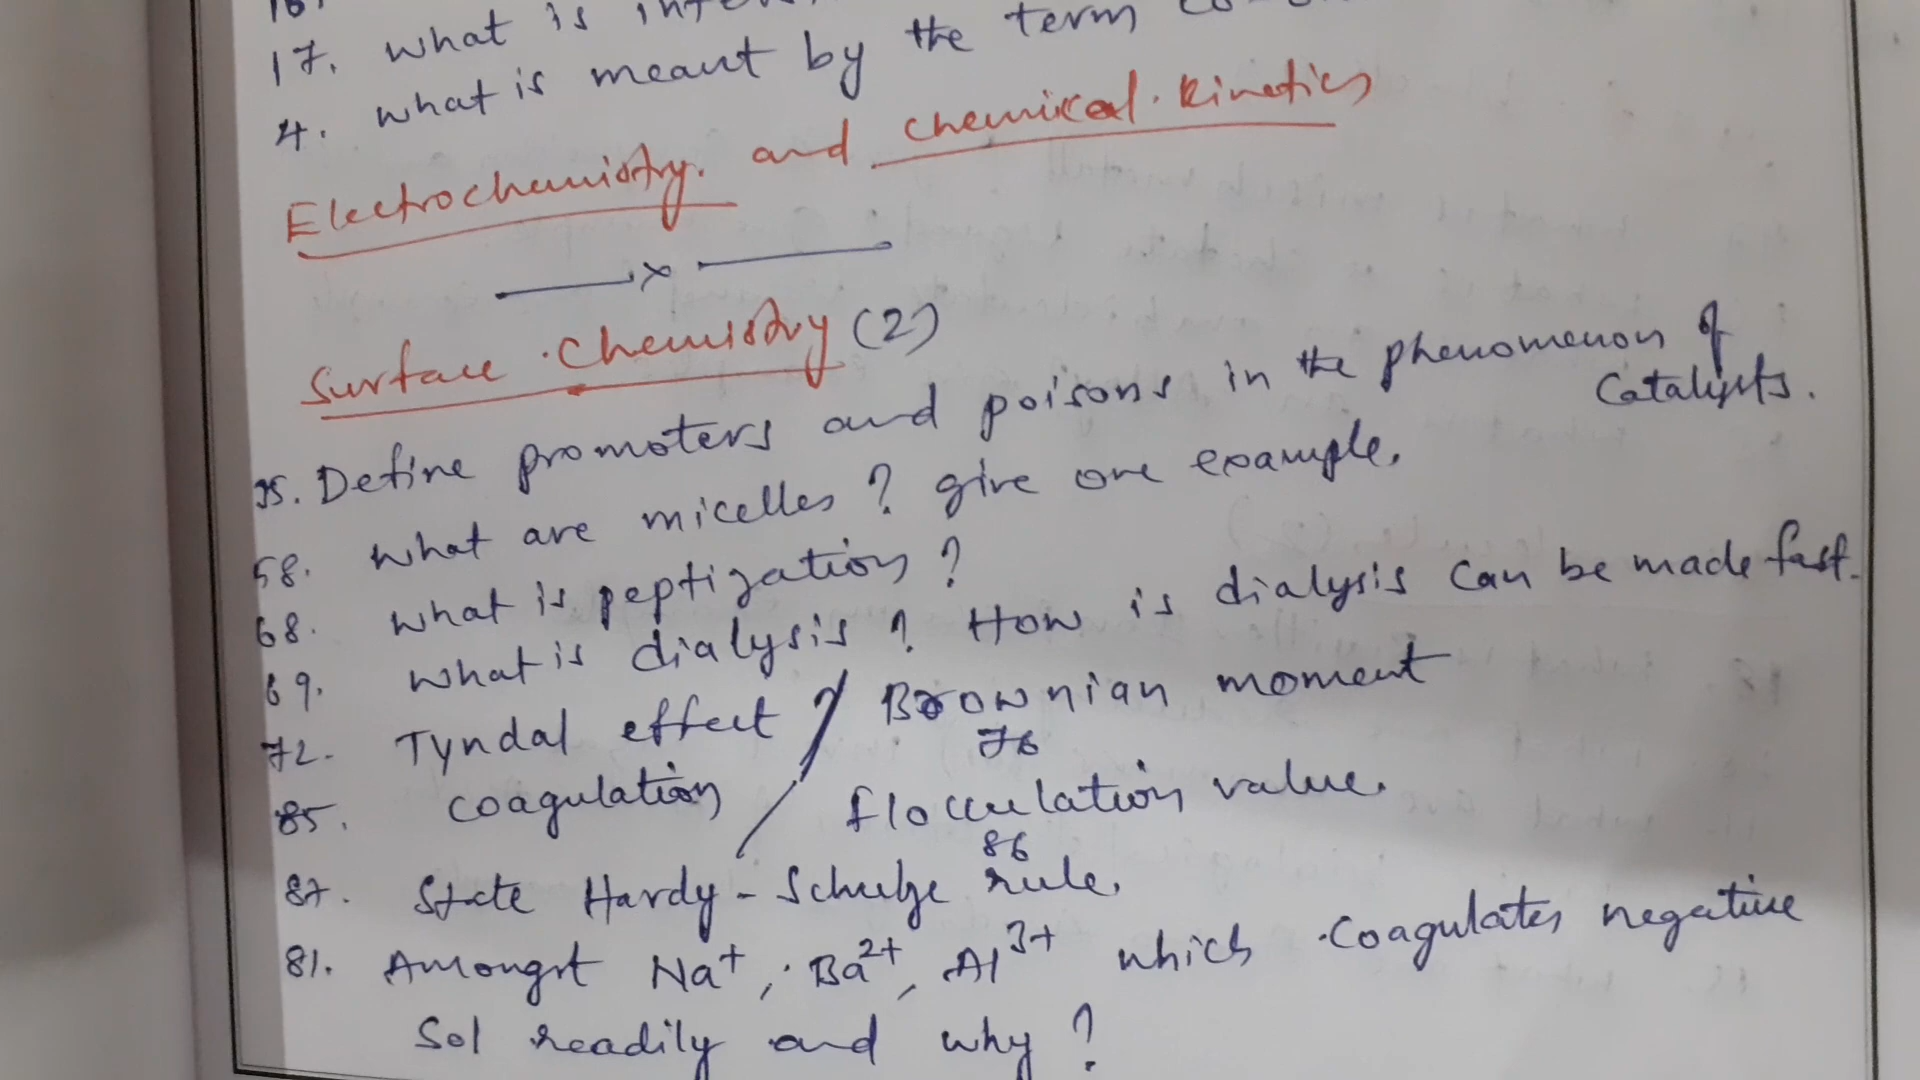 17. What is
4. What is meant by the term
Electrochemistry. and chemical. Kinetics
x
Surface Chemistry (2)
35. Define promoters and poisons in the phenomenon of
Catalysts.
58. What are micelles? give one example.
68. What is peptization?
69. What is dialysis? How is dialysis can be made fast.
72. Tyndal effect / Brownian moment
76
85. coagulation / flocculation value.
86
87. State Hardy-Schulze rule.
81. Amongst Na+, Ba2+, Al3+ which coagulates negative
Sol readily and why?